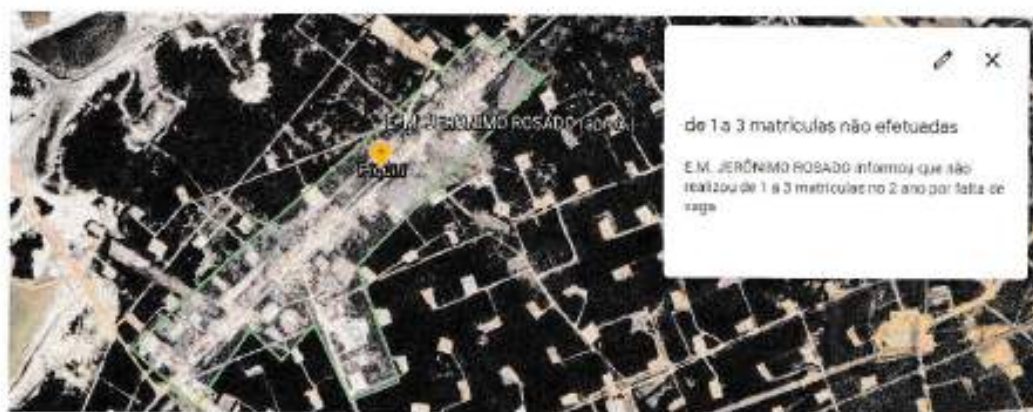 E.M. JERÔNIMO ROSADO
de 1 a 3 matrículas não efetuadas
E.M. JERÔNIMO ROSADO informou que não
realizou de 1 a 3 matrículas no 2 ano por falta de
vaga